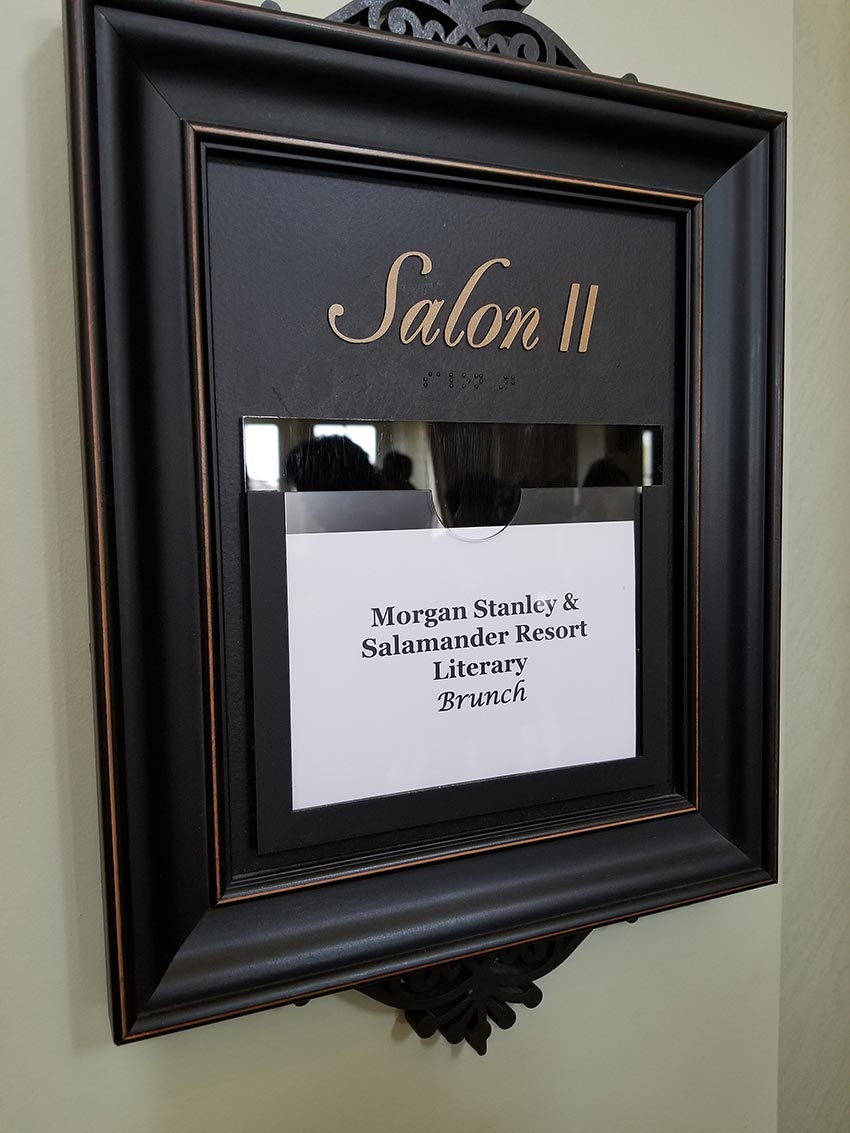 Salon II
Morgan Stanley &
Salamander Resort
Literary
Brunch